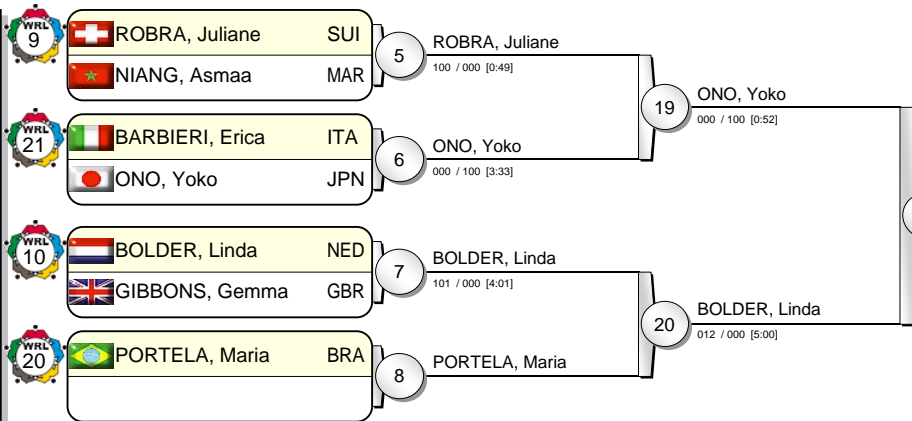 WRL
9
ROBRA, Juliane SUI
NIANG, Asmaa MAR
5
ROBRA, Juliane
100 / 000 [0:49]
19
ONO, Yoko
000 / 100 [0:52]
WRL
21
BARBIERI, Erica ITA
ONO, Yoko JPN
6
ONO, Yoko
000 / 100 [3:33]
WRL
10
BOLDER, Linda NED
GIBBONS, Gemma GBR
7
BOLDER, Linda
101 / 000 [4:01]
20
BOLDER, Linda
012 / 000 [5:00]
WRL
20
PORTELA, Maria BRA
8
PORTELA, Maria